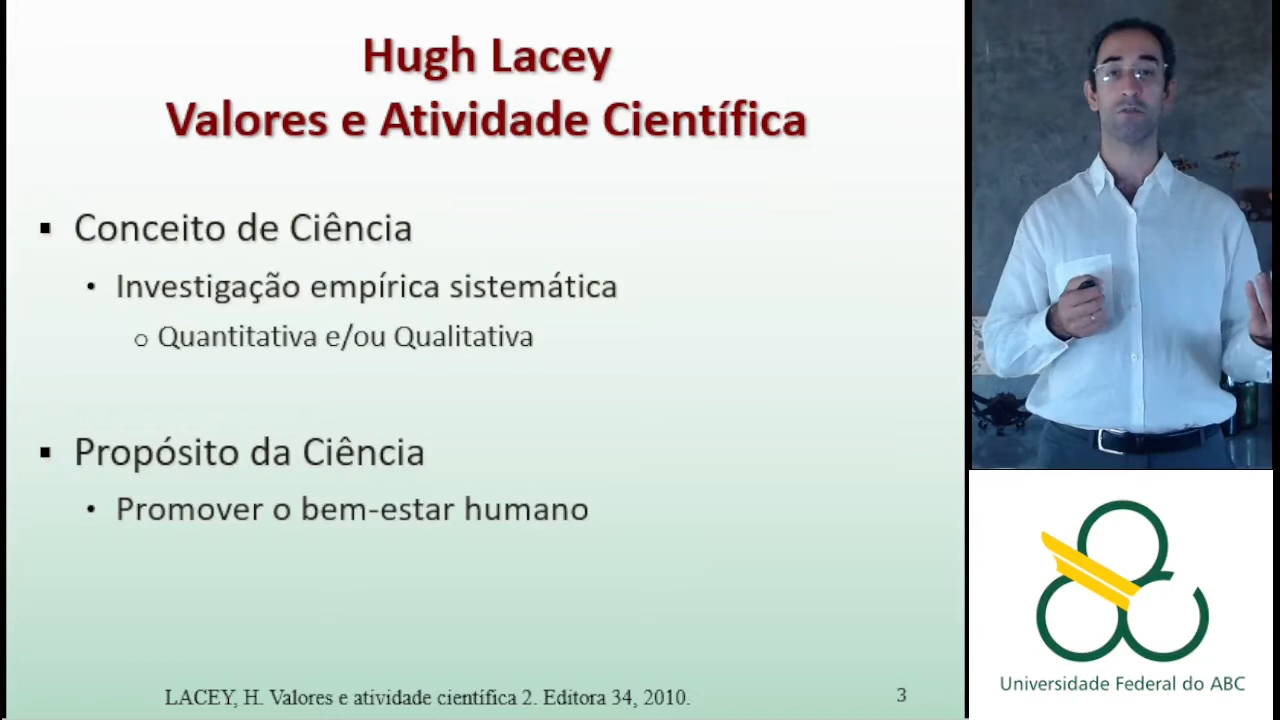 Hugh Lacey
Valores e Atividade Científica
▪ Conceito de Ciência
• Investigação empírica sistemática
o Quantitativa e/ou Qualitativa
▪ Propósito da Ciência
• Promover o bem-estar humano
LACEY, H. Valores e atividade científica 2. Editora 34, 2010.
3
Universidade Federal do ABC